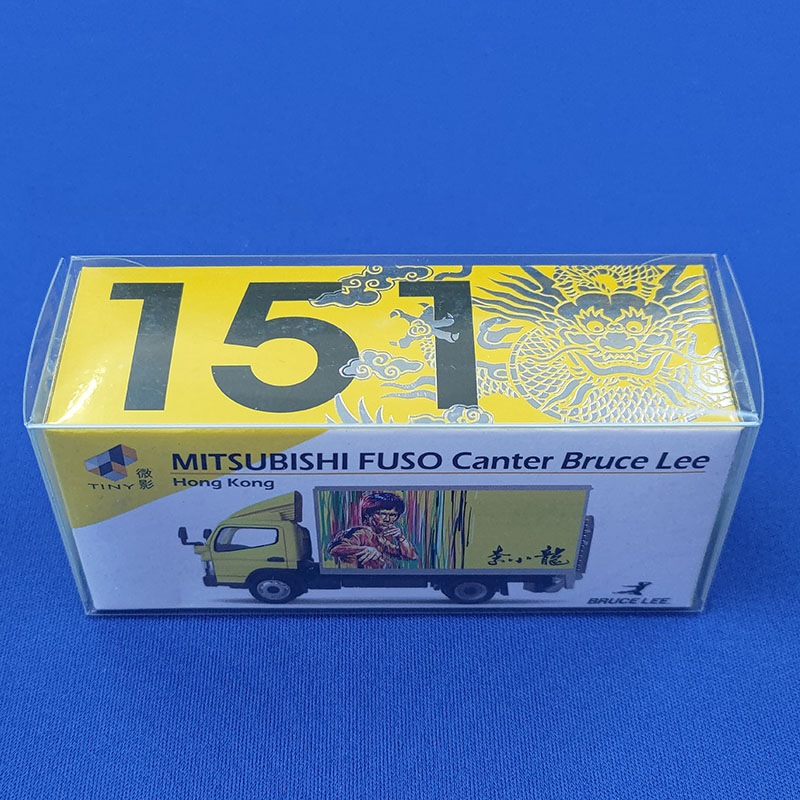 151
TINY 微影
MITSUBISHI FUSO Canter Bruce Lee
Hong Kong
李小龍
BRUCE LEE